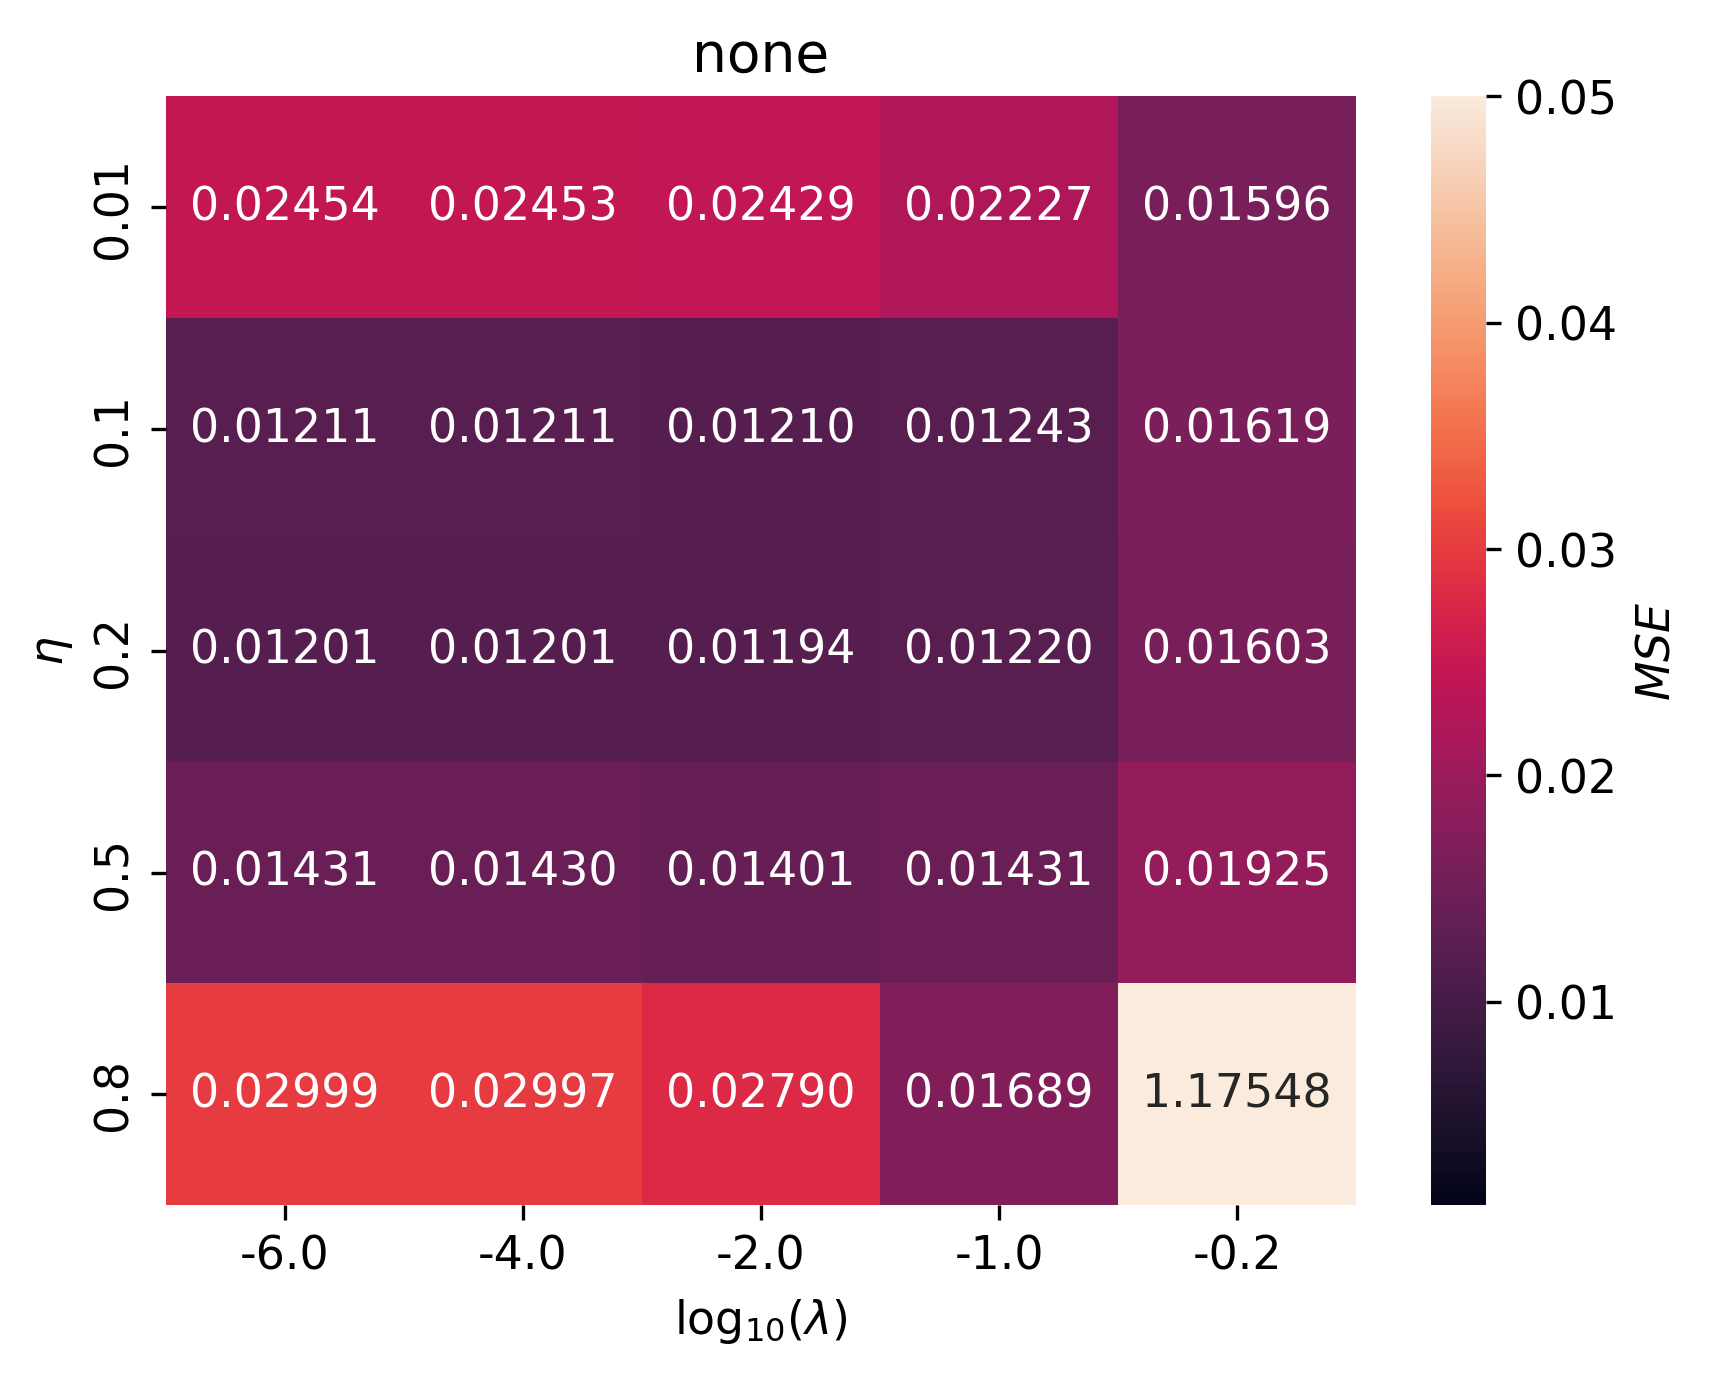 none
0.01 0.02454 0.02453 0.02429 0.02227 0.01596
0.1 0.01211 0.01211 0.01210 0.01243 0.01619
0.2 0.01201 0.01201 0.01194 0.01220 0.01603
0.5 0.01431 0.01430 0.01401 0.01431 0.01925
0.8 0.02999 0.02997 0.02790 0.01689 1.17548
η
-6.0 -4.0 -2.0 -1.0 -0.2
log₁₀(λ)
0.05
0.04
0.03
0.02
0.01
MSE